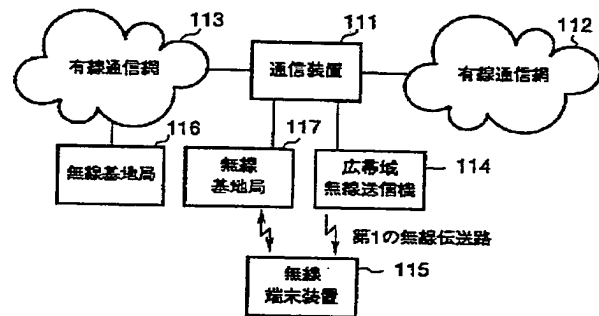 113
111
112
有線通信網
通信装置
有線通信網
116
117
無線基地局
無線
基地局
広帯域
無線送信機
114
第1の無線伝送路
無線
端末装置
115